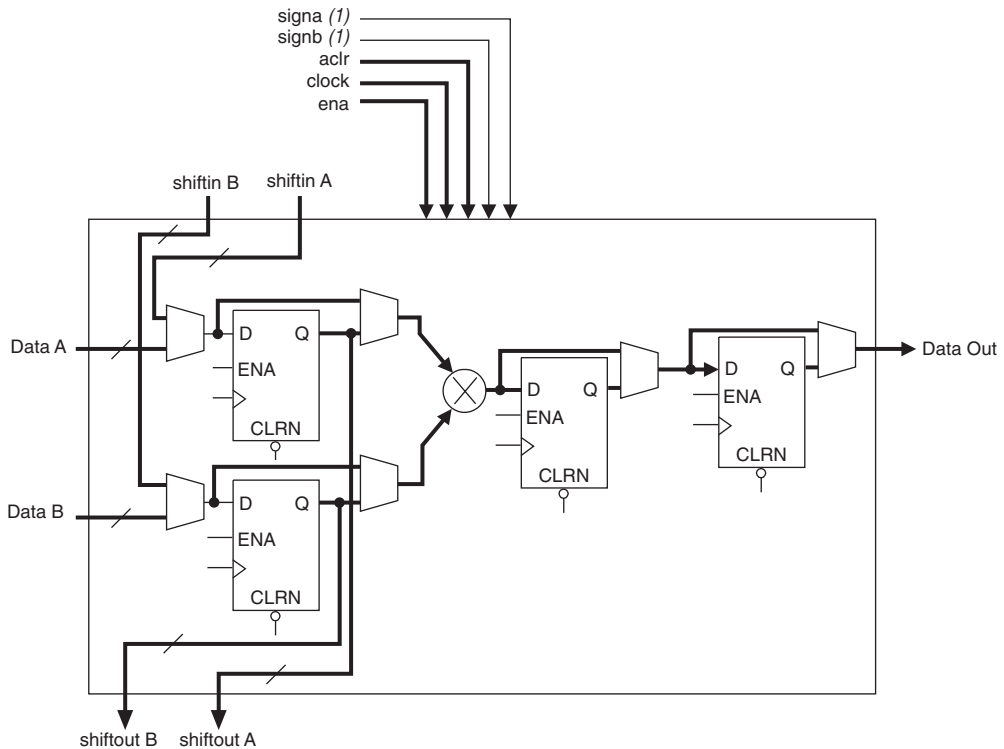 signa (1)
signb (1)
aclr
clock
ena
shiftin B
shiftin A
Data A
D Q
ENA
CLRN
Data B
D Q
ENA
CLRN
D Q
ENA
CLRN
D Q
ENA
CLRN
Data Out
shiftout B
shiftout A